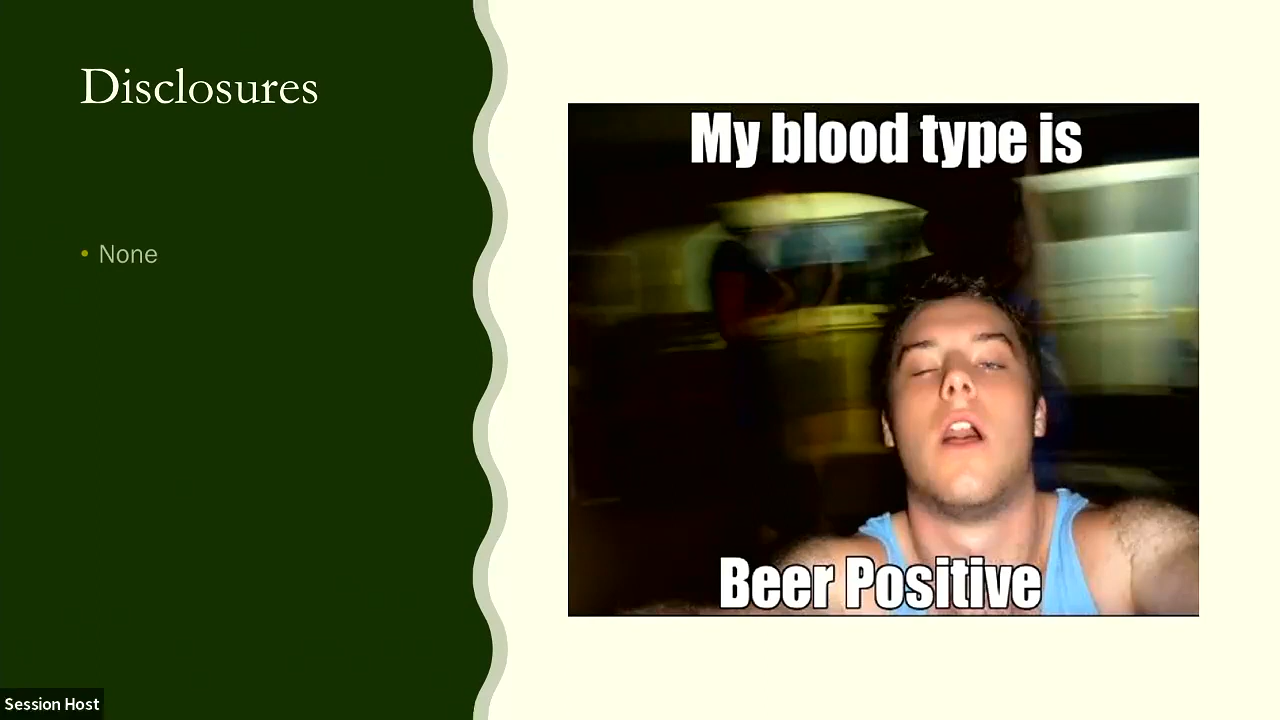 Disclosures
• None
My blood type is
Beer Positive
Session Host